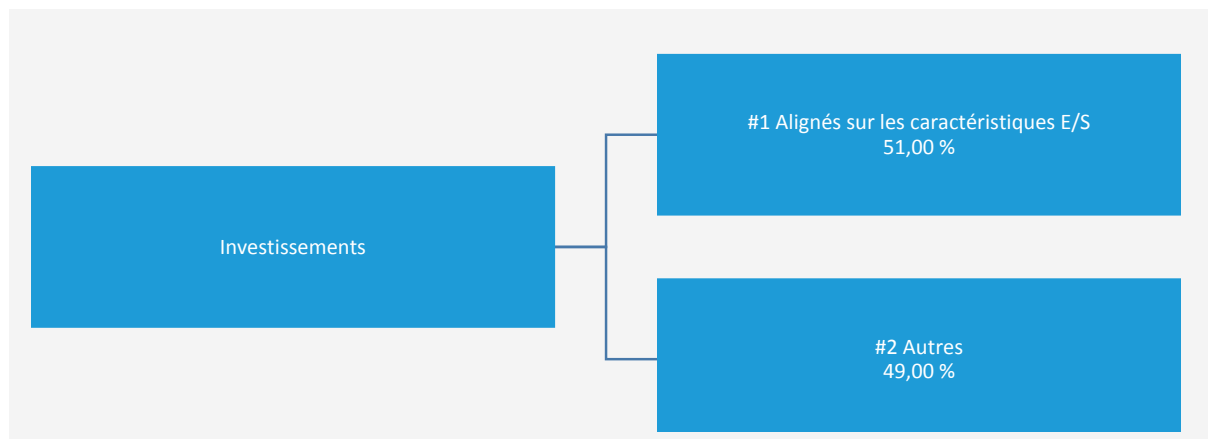 Investissements
#1 Alignés sur les caractéristiques E/S
51,00 %
#2 Autres
49,00 %